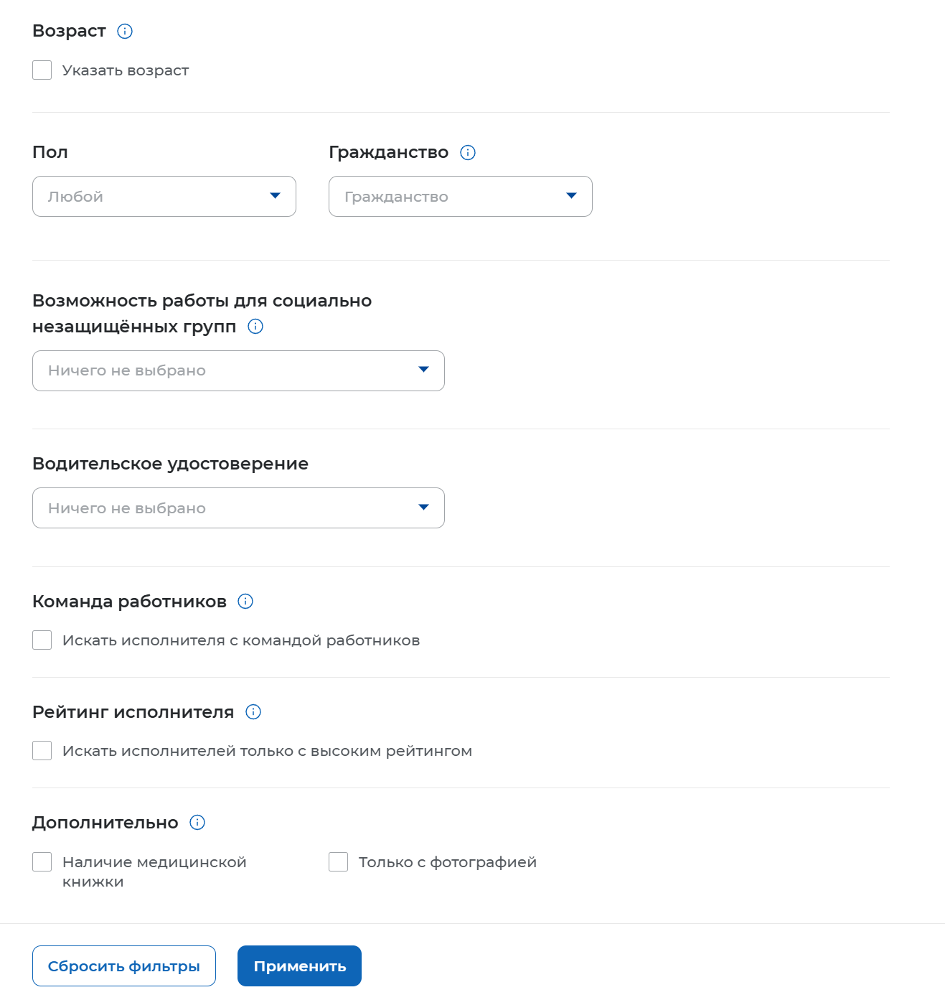 Возраст
Указать возраст
Пол
Гражданство
Любой
Гражданство
Возможность работы для социально
незащищённых групп
Ничего не выбрано
Водительское удостоверение
Ничего не выбрано
Команда работников
Искать исполнителя с командой работников
Рейтинг исполнителя
Искать исполнителей только с высоким рейтингом
Дополнительно
Наличие медицинской
книжки
Только с фотографией
Сбросить фильтры
Применить